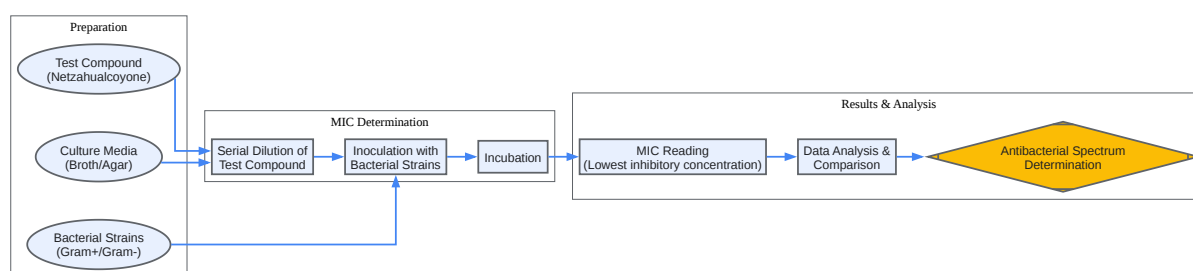 Preparation
Test Compound
(Netzahualcoyone)
Culture Media
(Broth/Agar)
Bacterial Strains
(Gram+/Gram-)
MIC Determination
Serial Dilution of
Test Compound
Inoculation with
Bacterial Strains
Incubation
Results & Analysis
MIC Reading
(Lowest inhibitory concentration)
Data Analysis &
Comparison
Antibacterial Spectrum
Determination